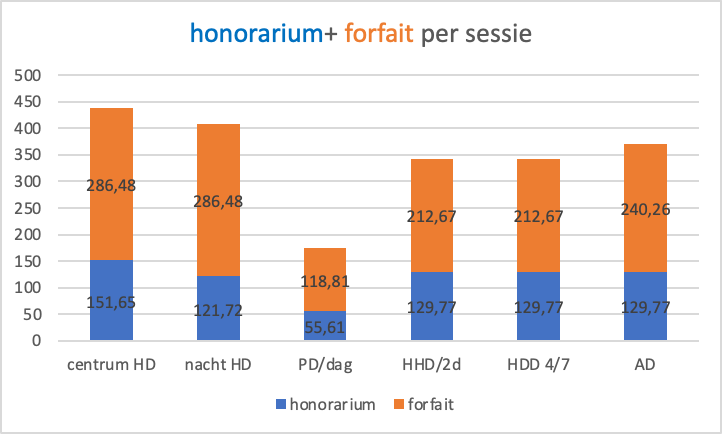 honorarium+ forfait per sessie
500
450
400
350
300
250
200
150
100
50
0
286,48
286,48
118,81
212,67
212,67
240,26
151,65
121,72
55,61
129,77
129,77
129,77
centrum HD
nacht HD
PD/dag
HHD/2d
HDD 4/7
AD
honorarium
forfait